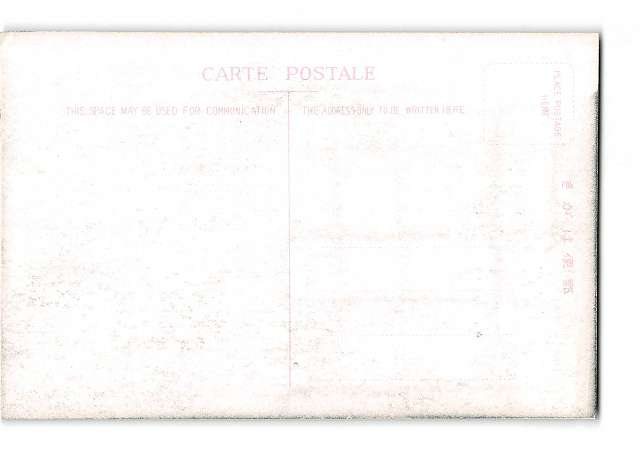 CARTE POSTALE
THIS SPACE MAY BE USED FOR COMMUNICATION
THE ADDRESS ONLY TO BE WRITTEN HERE
PLACE POSTAGE
HERE
きがは便郵